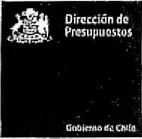 Dirección de
Presupuestos
Gobierno de Chile